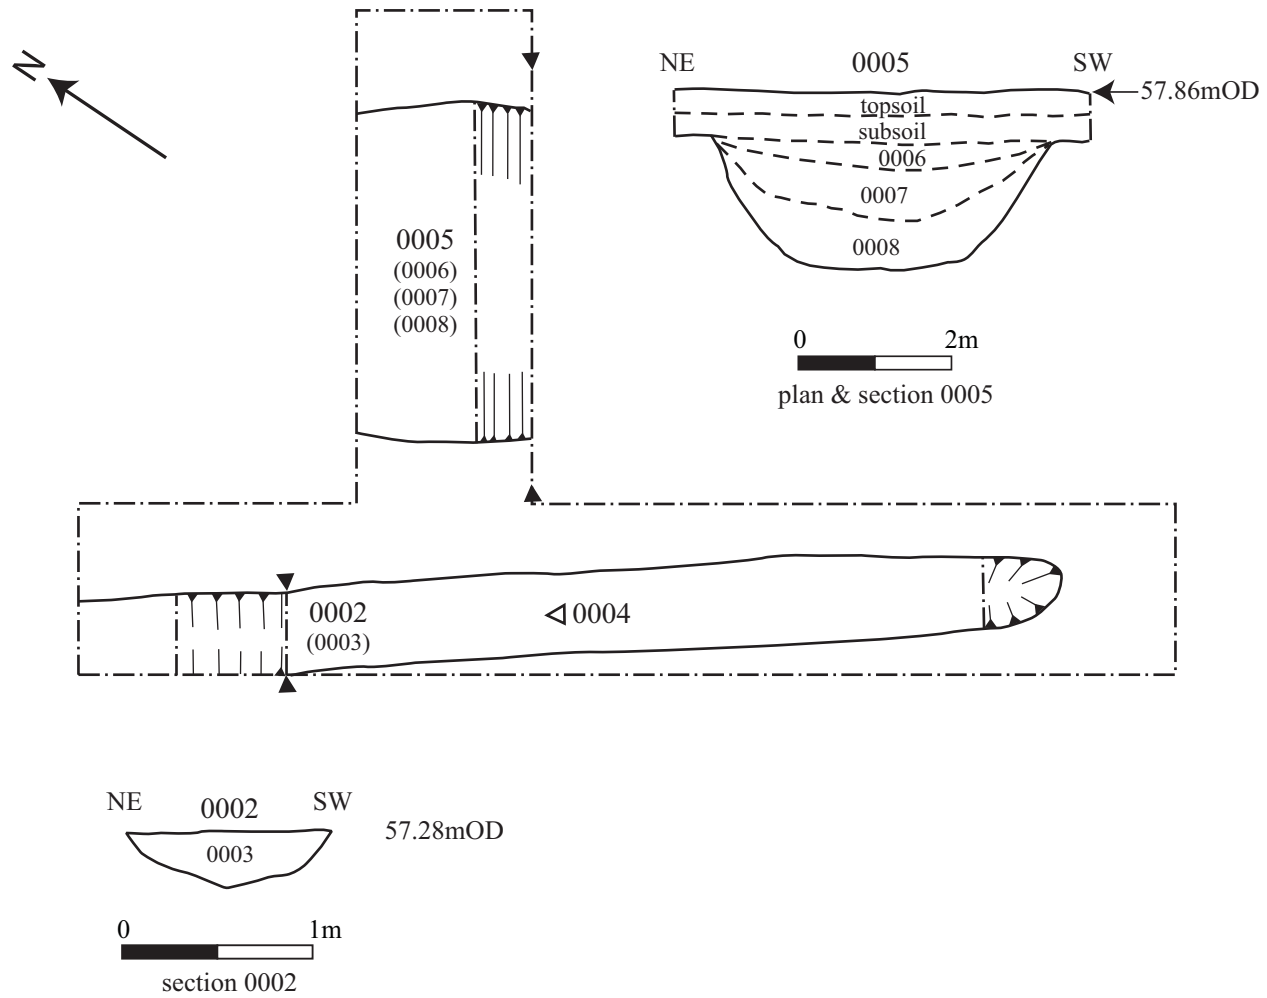 N
NE 0005 SW
57.86mOD
topsoil
subsoil
0006
0007
0008
0 2m
plan & section 0005
0005
(0006)
(0007)
(0008)
0002
(0003)
0004
NE 0002 SW
57.28mOD
0003
0 1m
section 0002